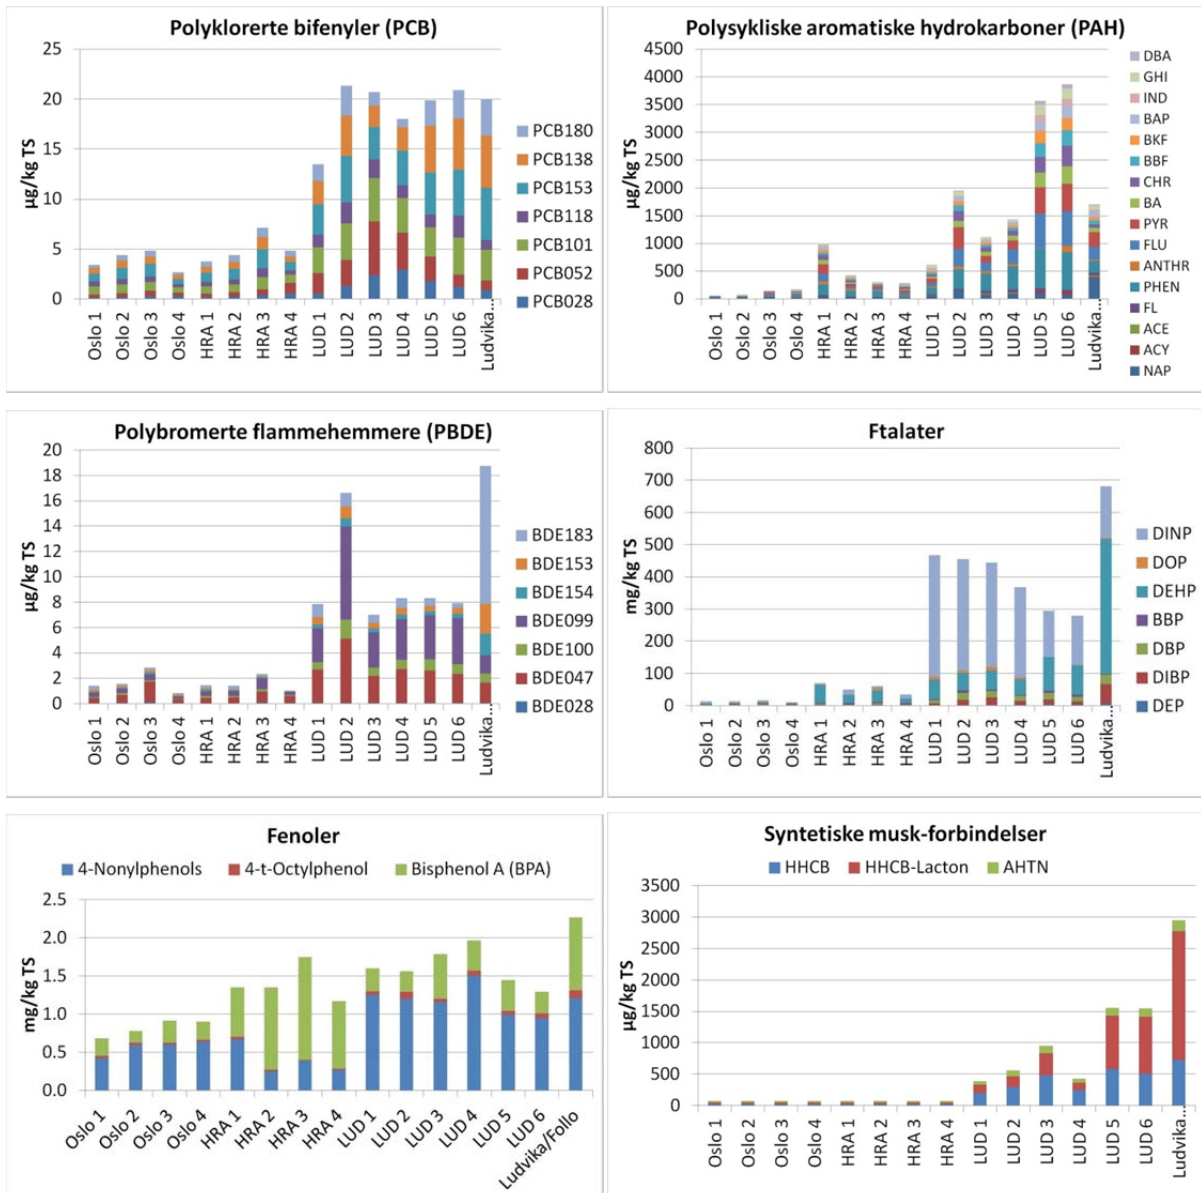 Polyklorerte bifenyler (PCB)
µg/kg TS
25
20
15
10
5
0
Oslo 1
Oslo 2
Oslo 3
Oslo 4
HRA 1
HRA 2
HRA 3
HRA 4
LUD 1
LUD 2
LUD 3
LUD 4
LUD 5
LUD 6
Ludvika...
PCB180
PCB138
PCB153
PCB118
PCB101
PCB052
PCB028
Polysykliske aromatiske hydrokarboner (PAH)
µg/kg TS
4500
4000
3500
3000
2500
2000
1500
1000
500
0
Oslo 1
Oslo 2
Oslo 3
Oslo 4
HRA 1
HRA 2
HRA 3
HRA 4
LUD 1
LUD 2
LUD 3
LUD 4
LUD 5
LUD 6
Ludvika...
DBA
GHI
IND
BAP
BKF
BBF
CHR
BA
PYR
FLU
ANTHR
PHEN
FL
ACE
ACY
NAP
Polybromerte flammehemmere (PBDE)
µg/kg TS
20
18
16
14
12
10
8
6
4
2
0
Oslo 1
Oslo 2
Oslo 3
Oslo 4
HRA 1
HRA 2
HRA 3
HRA 4
LUD 1
LUD 2
LUD 3
LUD 4
LUD 5
LUD 6
Ludvika...
BDE183
BDE153
BDE154
BDE099
BDE100
BDE047
BDE028
Ftalater
mg/kg TS
800
700
600
500
400
300
200
100
0
Oslo 1
Oslo 2
Oslo 3
Oslo 4
HRA 1
HRA 2
HRA 3
HRA 4
LUD 1
LUD 2
LUD 3
LUD 4
LUD 5
LUD 6
Ludvika...
DINP
DOP
DEHP
BBP
DBP
DIBP
DEP
Fenoler
4-Nonylphenols 4-t-Octylphenol Bisphenol A (BPA)
mg/kg TS
2.5
2.0
1.5
1.0
0.5
0.0
Oslo 1
Oslo 2
Oslo 3
Oslo 4
HRA 1
HRA 2
HRA 3
HRA 4
LUD 1
LUD 2
LUD 3
LUD 4
LUD 5
LUD 6
Ludvika/Follo
Syntetiske musk-forbindelser
HHCB HHCB-Lacton AHTN
µg/kg TS
3500
3000
2500
2000
1500
1000
500
0
Oslo 1
Oslo 2
Oslo 3
Oslo 4
HRA 1
HRA 2
HRA 3
HRA 4
LUD 1
LUD 2
LUD 3
LUD 4
LUD 5
LUD 6
Ludvika...